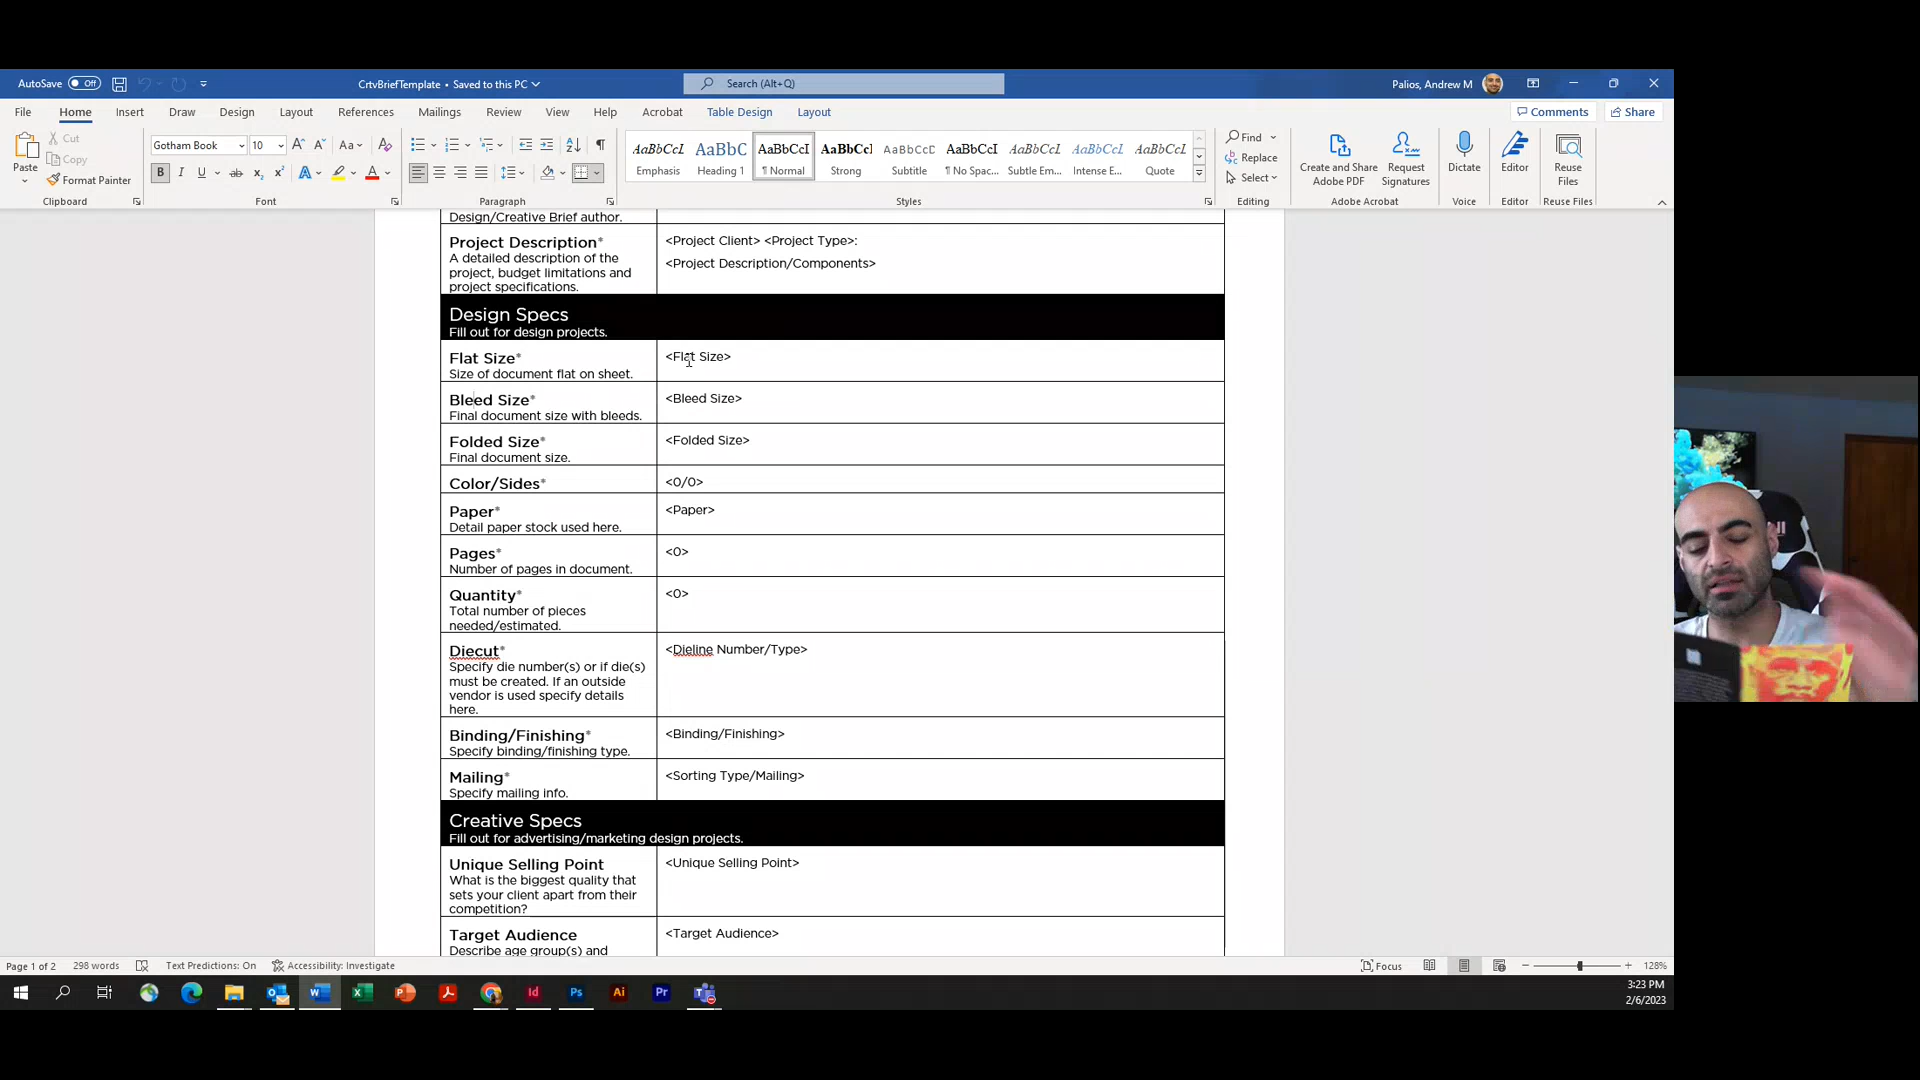 AutoSave Off
CrtvBriefTemplate • Saved to this PC
Search (Alt+Q)
Palios, Andrew M
File Home Insert Draw Design Layout References Mailings Review View Help Acrobat Table Design Layout
Comments Share
Paste
Cut
Copy
Format Painter
Clipboard
Gotham Book 10
Font
Paragraph
AaBbCcI AaBbC AaBbCcI AaBbCcI AaBbCcC AaBbCcI AaBbCcI AaBbCcI AaBbCcC
Emphasis Heading 1 ¶ Normal Strong Subtitle ¶ No Spac... Subtle Em... Intense E... Quote
Styles
Find
Replace
Select
Editing
Create and Share
Adobe PDF
Request
Signatures
Adobe Acrobat
Dictate
Voice
Editor
Editor
Reuse
Files
Reuse Files
Design/Creative Brief author.
Project Description*
A detailed description of the
project, budget limitations and
project specifications.
<Project Client> <Project Type>:
<Project Description/Components>
Design Specs
Fill out for design projects.
Flat Size*
Size of document flat on sheet.
<Flat Size>
Bleed Size*
Final document size with bleeds.
<Bleed Size>
Folded Size*
Final document size.
<Folded Size>
Color/Sides*
<0/0>
Paper*
Detail paper stock used here.
<Paper>
Pages*
Number of pages in document.
<0>
Quantity*
Total number of pieces
needed/estimated.
<0>
Diecut*
Specify die number(s) or if die(s)
must be created. If an outside
vendor is used specify details
here.
<Dieline Number/Type>
Binding/Finishing*
Specify binding/finishing type.
<Binding/Finishing>
Mailing*
Specify mailing info.
<Sorting Type/Mailing>
Creative Specs
Fill out for advertising/marketing design projects.
Unique Selling Point
What is the biggest quality that
sets your client apart from their
competition?
<Unique Selling Point>
Target Audience
Describe age group(s) and
<Target Audience>
Page 1 of 2 298 words Text Predictions: On Accessibility: Investigate
Focus 128%
3:23 PM
2/6/2023